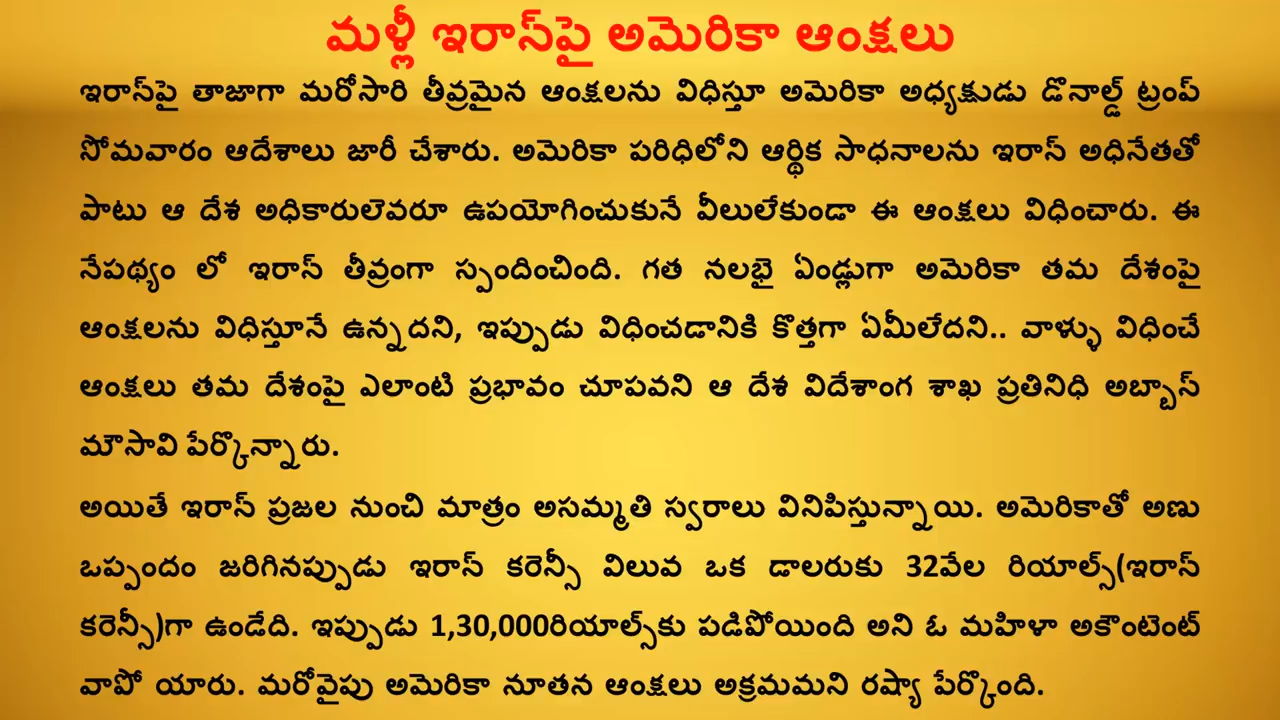 మళ్లీ ఇరాన్‌పై అమెరికా ఆంక్షలు
ఇరాన్‌పై తాజాగా మరోసారి తీవ్రమైన ఆంక్షలను విధిస్తూ అమెరికా అధ్యక్షుడు డొనాల్డ్ ట్రంప్
సోమవారం ఆదేశాలు జారీ చేశారు. అమెరికా పరిధిలోని ఆర్థిక సాధనాలను ఇరాన్ అధినేతతో
పాటు ఆ దేశ అధికారులెవరూ ఉపయోగించుకునే వీలులేకుండా ఈ ఆంక్షలు విధించారు. ఈ
నేపథ్యం లో ఇరాన్ తీవ్రంగా స్పందించింది. గత నలభై ఏండ్లుగా అమెరికా తమ దేశంపై
ఆంక్షలను విధిస్తూనే ఉన్నదని, ఇప్పుడు విధించడానికి కొత్తగా ఏమీలేదని.. వాళ్ళు విధించే
ఆంక్షలు తమ దేశంపై ఎలాంటి ప్రభావం చూపవని ఆ దేశ విదేశాంగ శాఖ ప్రతినిధి అబ్బాస్
మౌసావి పేర్కొన్నారు.
అయితే ఇరాన్ ప్రజల నుంచి మాత్రం అసమ్మతి స్వరాలు వినిపిస్తున్నాయి. అమెరికాతో అణు
ఒప్పందం జరిగినప్పుడు ఇరాన్ కరెన్సీ విలువ ఒక డాలరుకు 32వేల రియాల్స్(ఇరాన్
కరెన్సీ)గా ఉండేది. ఇప్పుడు 1,30,000రియాల్స్‌కు పడిపోయింది అని ఓ మహిళా అకౌంటెంట్
వాపో యారు. మరోవైపు అమెరికా నూతన ఆంక్షలు అక్రమమని రష్యా పేర్కొంది.